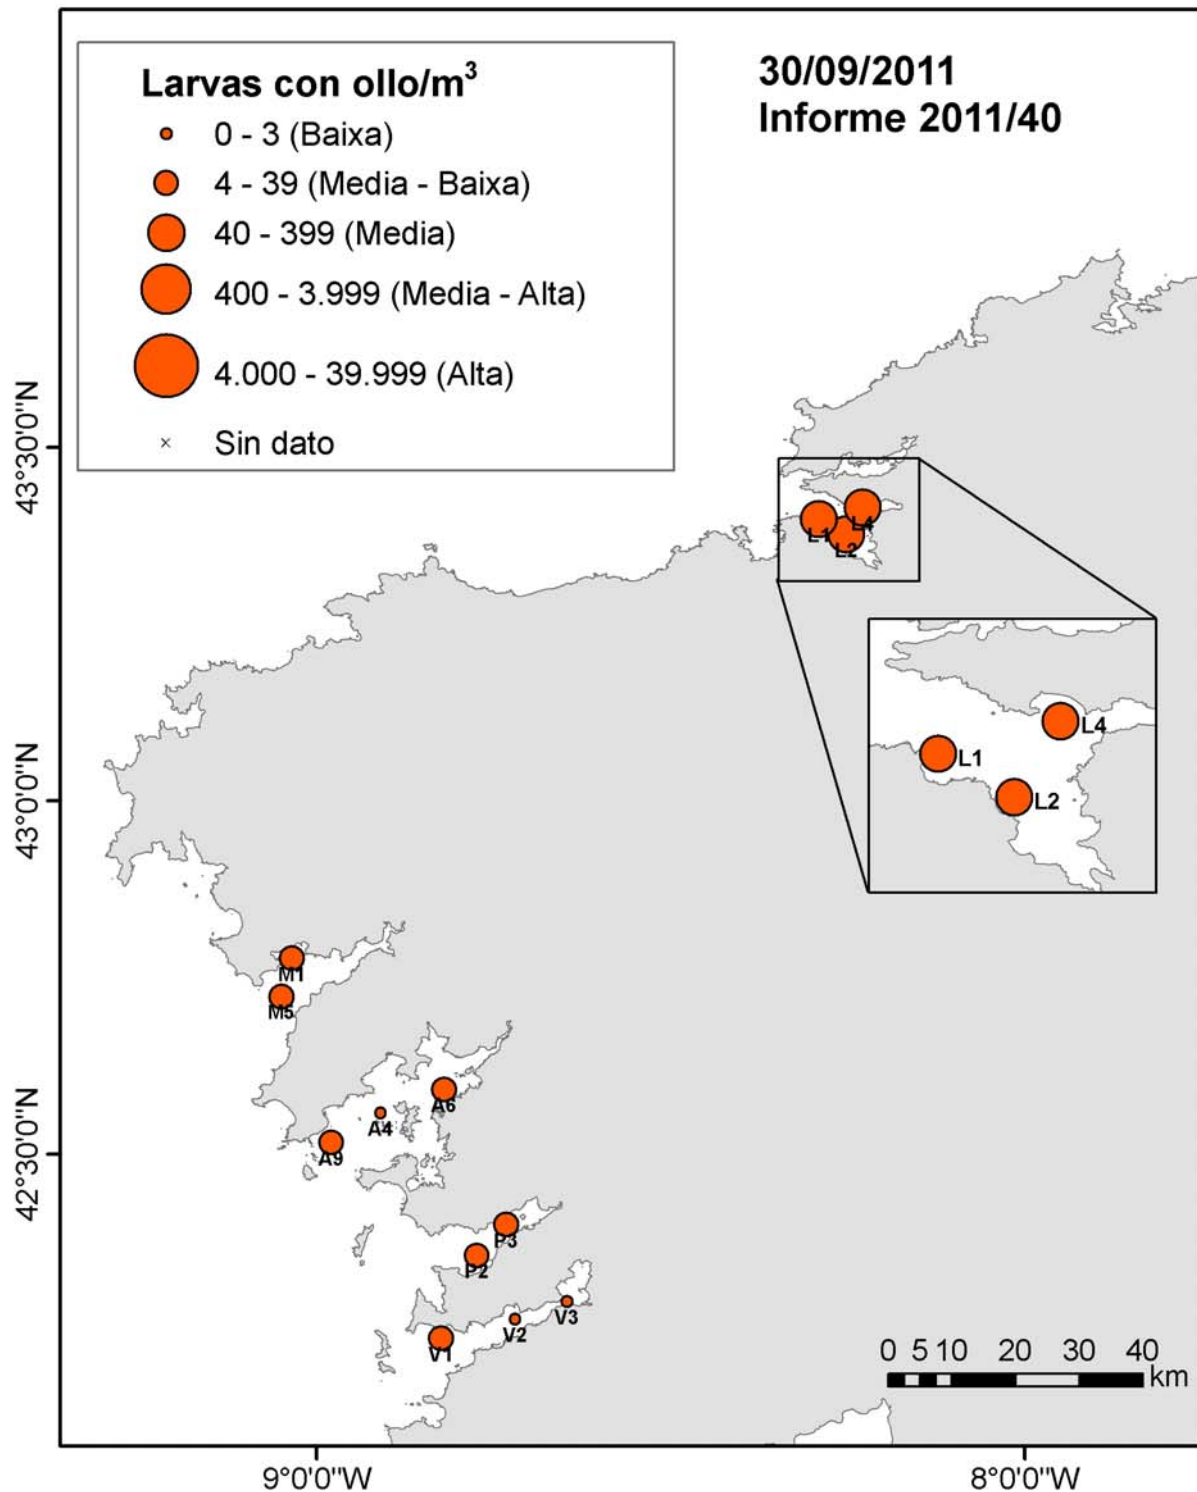 Larvas con ollo/m³
0 - 3 (Baixa)
4 - 39 (Media - Baixa)
40 - 399 (Media)
400 - 3.999 (Media - Alta)
4.000 - 39.999 (Alta)
Sin dato
30/09/2011
Informe 2011/40
43°30'0"N
43°0'0"N
42°30'0"N
L4
L1
L2
L4
L1
L2
M1
M5
A6
A4
A9
P3
P2
V3
V2
V1
0 5 10 20 30 40
km
9°0'0"W
8°0'0"W